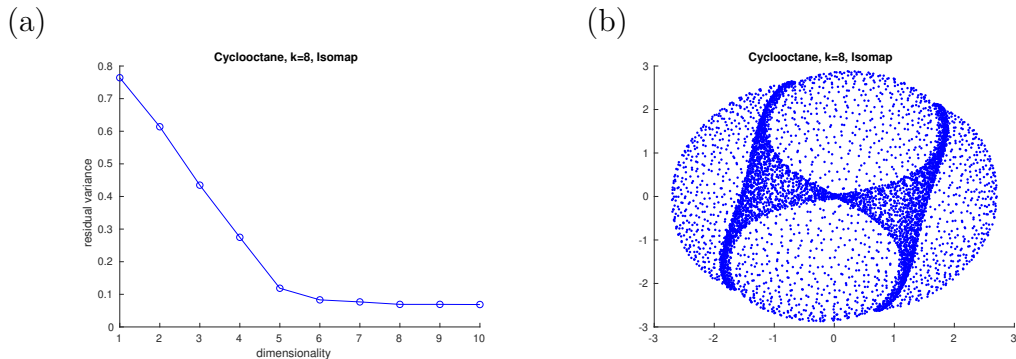 (a)
Cyclooctane, k=8, Isomap
0.8
0.7
0.6
0.5
0.4
0.3
0.2
0.1
0
residual variance
1 2 3 4 5 6 7 8 9 10
dimensionality
(b)
Cyclooctane, k=8, Isomap
3
2
1
0
-1
-2
-3
-3 -2 -1 0 1 2 3